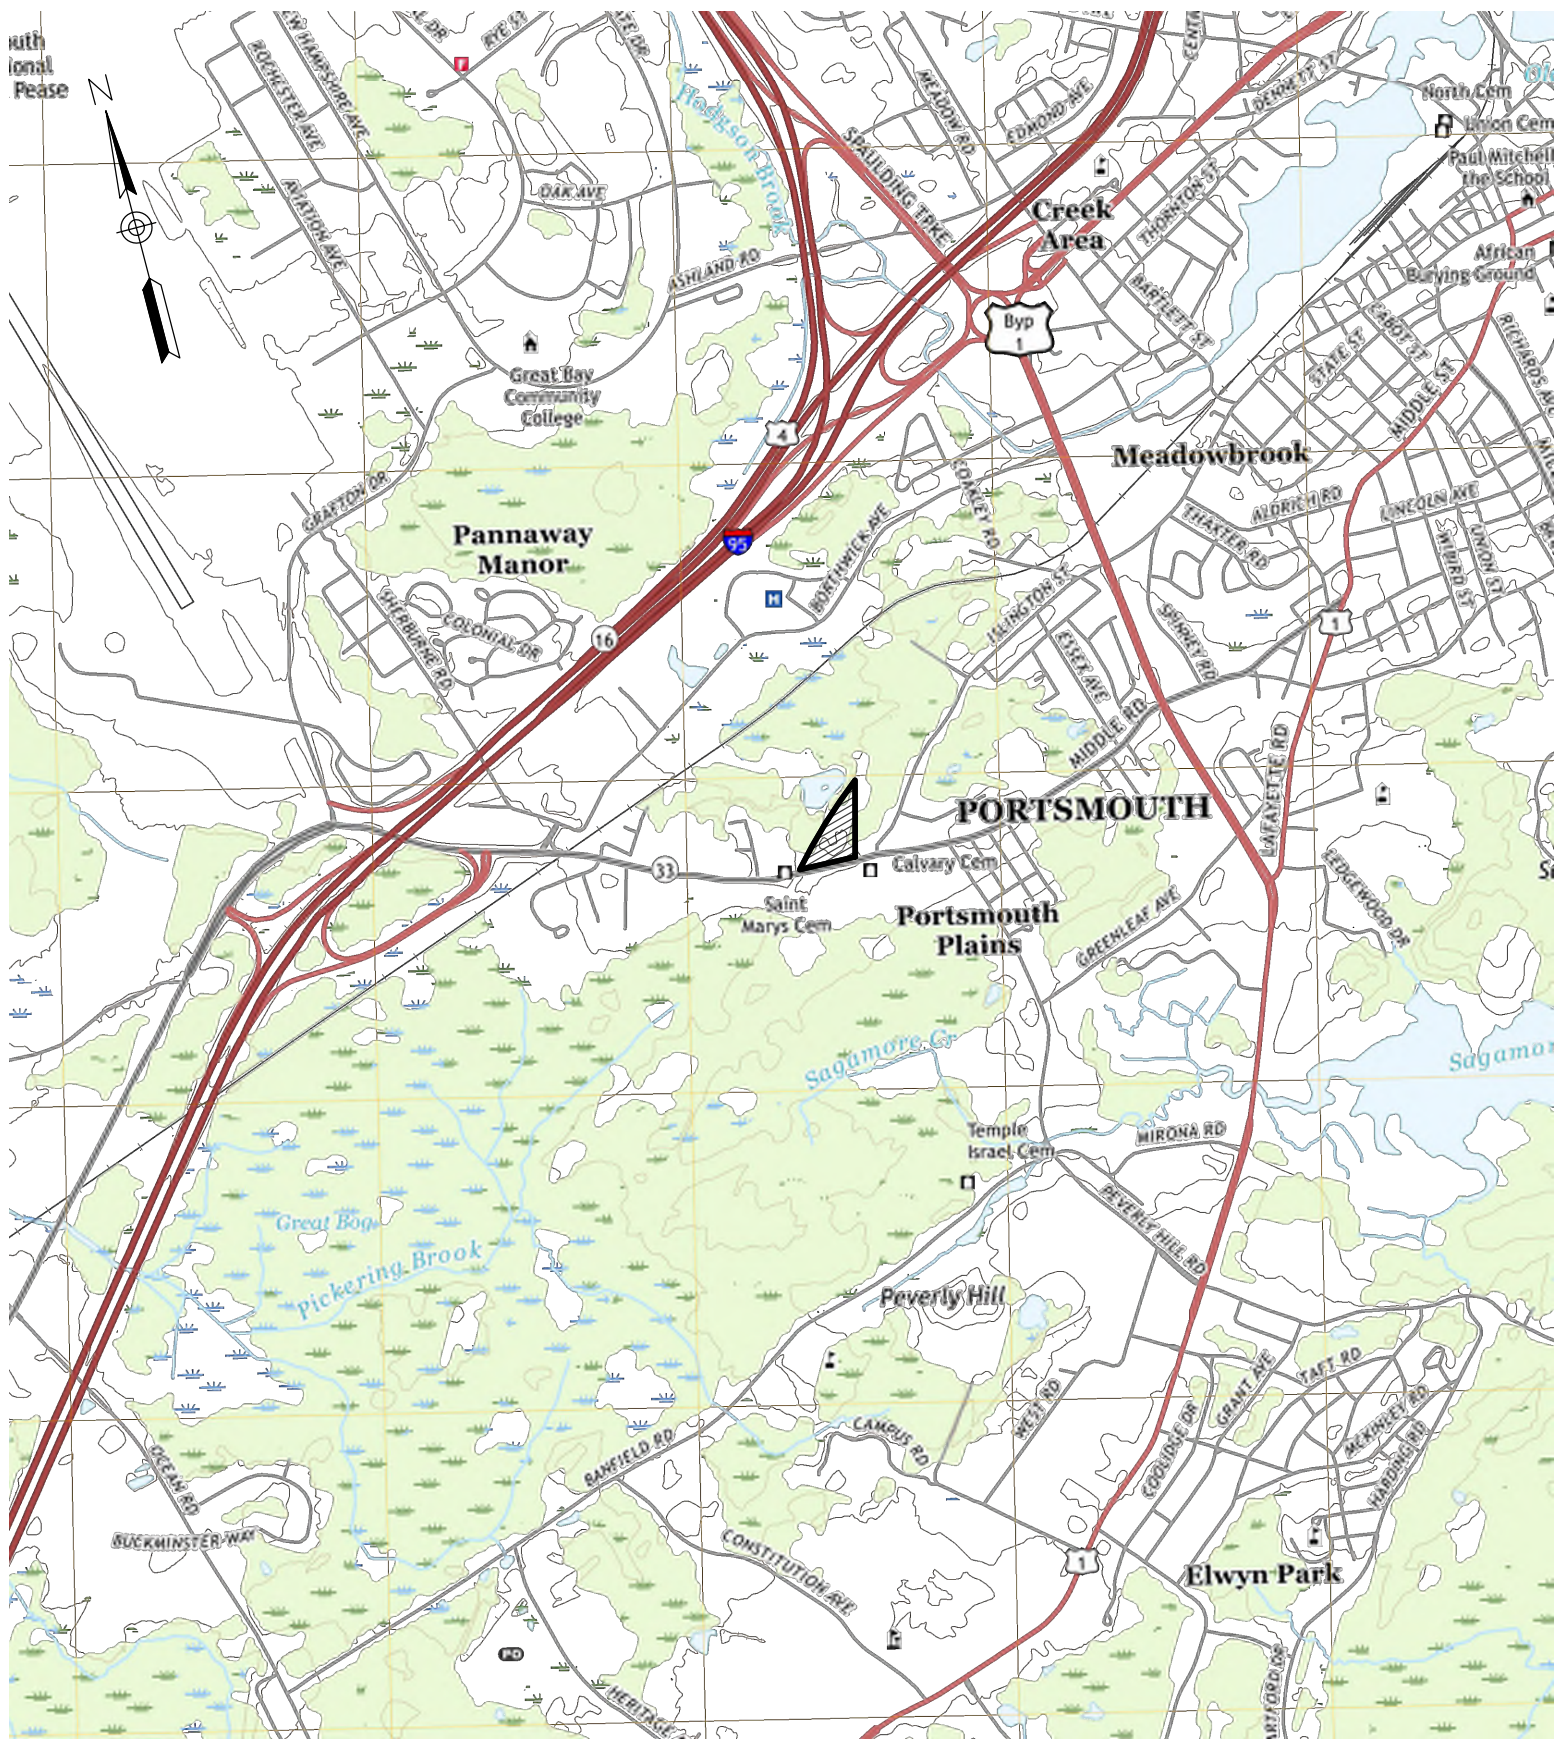 outh
ional
Pease
N
ROCHESTER AVE
EW HAMPSHIRE AVE
AVIATION AVE
RYE ST
OAK AVE
Hodgson Brook
ASHLAND RD
SPAULDING TPKE
MEADOW RD
EDMOND AVE
DENNETT ST
North Cem
Union Cem
Paul Mitchell
the School
Creek
Area
THORNTON ST
BARTLETT ST
African
Burying Ground
CABOT ST
STATE ST
MIDDLE ST
RICHARDS AVE
Byp
1
Great Bay
Community
College
4
Meadowbrook
GRAFTON DR
Pannaway
Manor
95
COAKLEY RD
BORTHWICK AVE
ALDRICH RD
LINCOLN AVE
THAXTER RD
UNION ST
WIBIRD ST
H
SHERBURNE RD
COLONIAL DR
16
ISLINGTON ST
ESSEX AVE
SPINNEY RD
1
MIDDLE RD
LAFAYETTE RD
PORTSMOUTH
33
Calvary Cem
Saint
Marys Cem
Portsmouth
Plains
GREENLEAF AVE
LEDGEWOOD DR
Sagamore Cr
Sagamor
Temple
Israel Cem
MIRONA RD
PEVERLY HILL RD
Great Bog
Pickering Brook
Peverly Hill
WEST RD
GRANT AVE
TAFT RD
MCKINLEY RD
HARDING RD
COOLIDGE DR
CAMPUS RD
BANFIELD RD
OCEAN RD
BUCKMINSTER WAY
CONSTITUTION AVE
1
Elwyn Park
PD
HERITAGE
ARTFORD DR